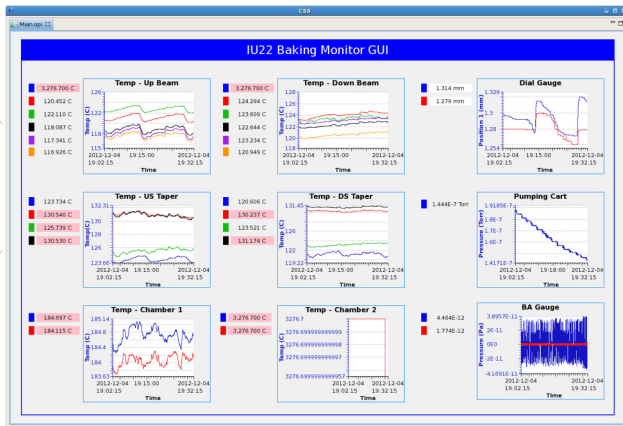 CSS
Main.opi
IU22 Baking Monitor GUI
Temp - Up Beam
3,276.700 C
120.452 C
122.110 C
118.087 C
117.341 C
116.926 C
Temp (C)
126
122
120
118
115
2012-12-04
19:02:15
19:15:00
2012-12-04
19:32:15
Time
Temp - Down Beam
3,276.700 C
124.294 C
123.609 C
122.644 C
123.234 C
120.949 C
Temp (C)
128
126
124
122
120
118
2012-12-04
19:02:15
19:15:00
2012-12-04
19:32:15
Time
Dial Gauge
1.314 mm
1.279 mm
Position 1 (mm)
1.326
1.3
1.28
1.254
2012-12-04
19:02:15
19:15:00
2012-12-04
19:32:15
Time
Temp - US Taper
123.734 C
130.540 C
125.739 C
130.530 C
Temp(C)
132.31
130
128
126
123.66
2012-12-04
19:02:15
19:15:00
2012-12-04
19:32:15
Time
Temp - DS Taper
120.606 C
130.237 C
123.521 C
131.174 C
Temp (C)
131.45
128
125
122
119.22
2012-12-04
19:02:15
19:15:00
2012-12-04
19:32:15
Time
Pumping Cart
1.444E-7 Torr
Pressure (Torr)
1.9185E-7
1.8E-7
1.7E-7
1.6E-7
1.4171E-7
2012-12-04
19:02:15
19:18:00
2012-12-04
19:32:15
Time
Temp - Chamber 1
184.697 C
184.115 C
Temp (C)
185.14
184.8
184.4
184
183.63
2012-12-04
19:02:15
19:15:00
2012-12-04
19:32:15
Time
Temp - Chamber 2
3,276.700 C
3,276.700 C
Temp (C)
3276.7
3276.699999999999
3276.699999999998
3276.699999999997
3276.6999999999957
2012-12-04
19:02:15
2012-12-04
19:32:15
Time
BA Gauge
4.464E-12
1.774E-12
Pressure (Pa)
3.8957E-11
2E-11
0E0
-2E-11
-4.1691E-11
2012-12-04
19:02:15
2012-12-04
19:32:15
Time